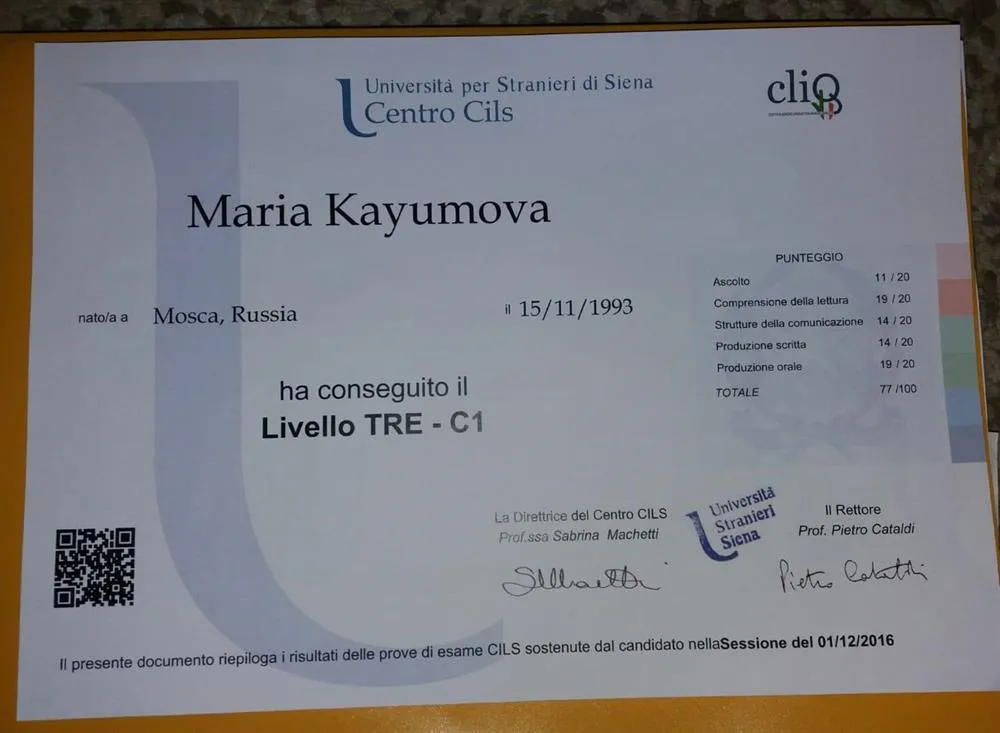 Università per Stranieri di Siena
Centro Cils
cliQ
Maria Kayumova
nato/a a Mosca, Russia il 15/11/1993
PUNTEGGIO
Ascolto 11 / 20
Comprensione della lettura 19 / 20
Strutture della comunicazione 14 / 20
Produzione scritta 14 / 20
Produzione orale 19 / 20
TOTALE 77 /100
ha conseguito il
Livello TRE - C1
La Direttrice del Centro CILS
Prof.ssa Sabrina Machetti
Università
Stranieri
Siena
Il Rettore
Prof. Pietro Cataldi
Pietro Cataldi
Il presente documento riepiloga i risultati delle prove di esame CILS sostenute dal candidato nellaSessione del 01/12/2016